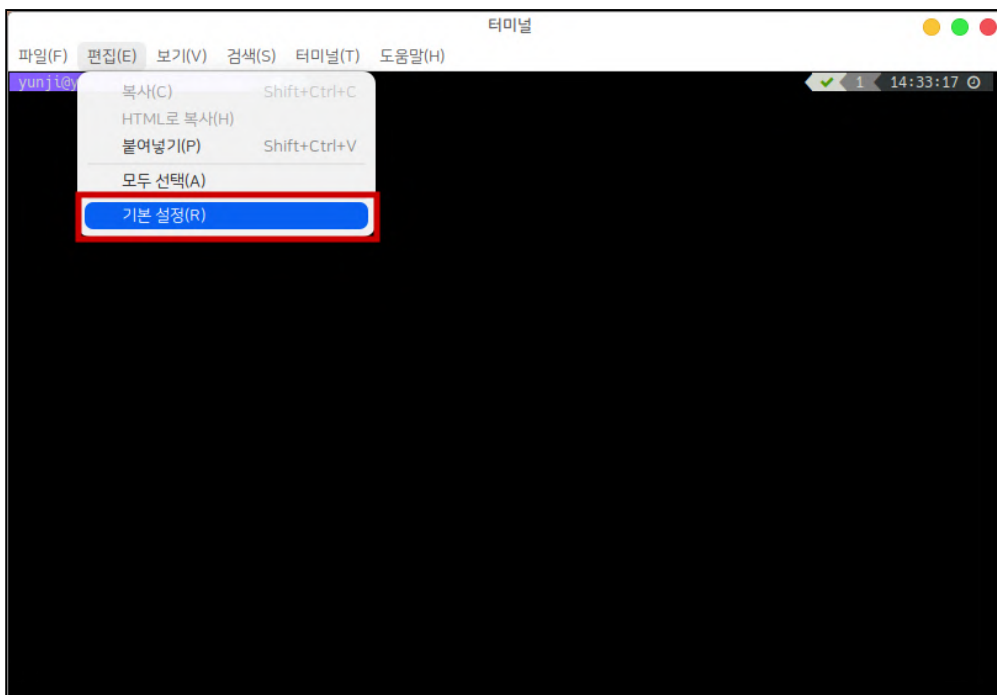 터미널
파일(F) 편집(E) 보기(V) 검색(S) 터미널(T) 도움말(H)
yunji@y ✔ 1 14:33:17
복사(C) Shift+Ctrl+C
HTML로 복사(H)
붙여넣기(P) Shift+Ctrl+V
모두 선택(A)
기본 설정(R)